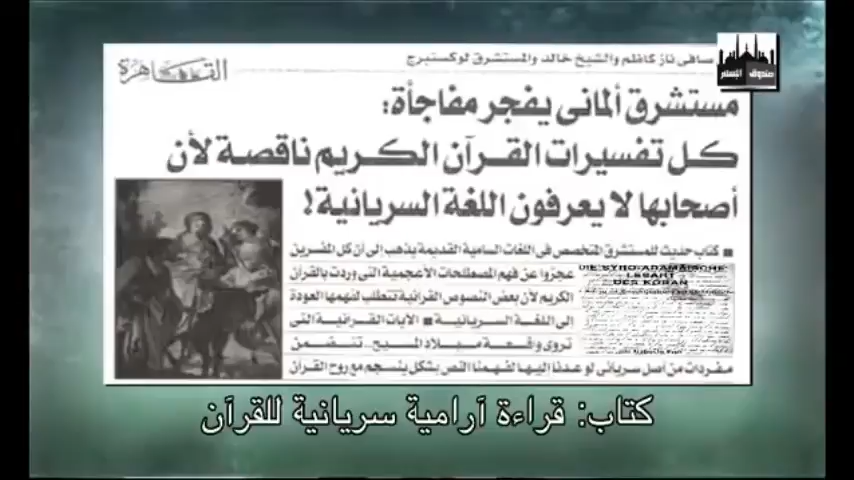 صافى ناز كاظم والشيخ خالد والمستشرق لوكسنبرج
القاهرة
صندوق الإسلام
مستشرق ألمانى يفجر مفاجأة:
كل تفسيرات القرآن الكريم ناقصة لأن
أصحابها لا يعرفون اللغة السريانية!
■ كتاب حديث للمستشرق المتخصص فى اللغات السامية القديمة يذهب إلى أن كل المفسرين
عجزوا عن فهم المصطلحات الأعجمية التى وردت بالقرآن
الكريم لأن بعض النصوص القرآنية تتطلب لفهمها العودة
إلى اللغة السريانية ■ الآيات القرآنية التى
تروى واقعة ميلاد المسيح.. تتضمن
مفردات من أصل سريانى لو عدنا إليها لفهمنا النص بشكل ينسجم مع روح القرآن
DIE SYRO-ARAMAISCHE
LESART
DES KORAN
كتاب: قراءة آرامية سريانية للقرآن